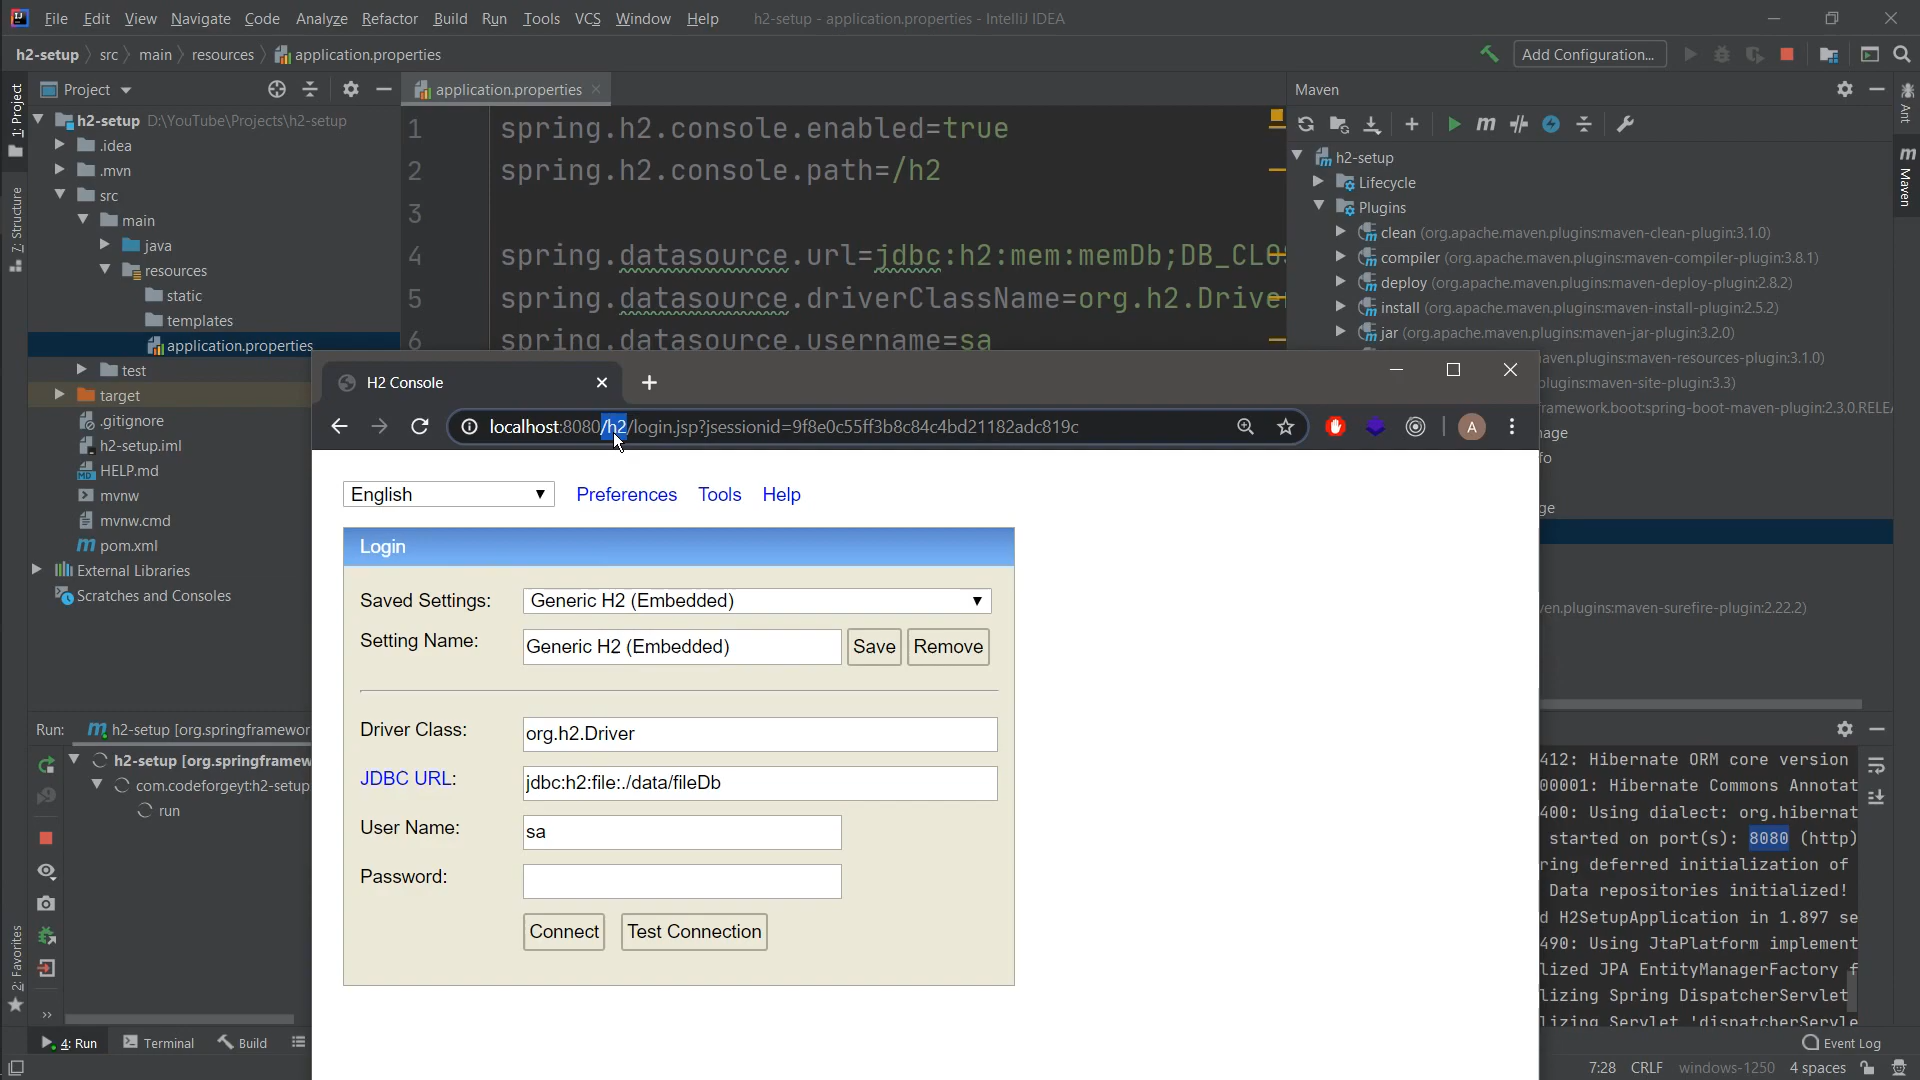 File Edit View Navigate Code Analyze Refactor Build Run Tools VCS Window Help h2-setup - application.properties - IntelliJ IDEA
h2-setup src main resources application.properties Add Configuration...
1: Project
7: Structure
2: Favorites
Project
h2-setup D:\YouTube\Projects\h2-setup
.idea
.mvn
src
main
java
resources
static
templates
application.properties
test
target
.gitignore
h2-setup.iml
HELP.md
mvnw
mvnw.cmd
pom.xml
External Libraries
Scratches and Consoles
application.properties
1 spring.h2.console.enabled=true
2 spring.h2.console.path=/h2
3
4 spring.datasource.url=jdbc:h2:mem:memDb;DB_CLOS
5 spring.datasource.driverClassName=org.h2.Drive
6 spring.datasource.username=sa
Maven
h2-setup
Lifecycle
Plugins
clean (org.apache.maven.plugins:maven-clean-plugin:3.1.0)
compiler (org.apache.maven.plugins:maven-compiler-plugin:3.8.1)
deploy (org.apache.maven.plugins:maven-deploy-plugin:2.8.2)
install (org.apache.maven.plugins:maven-install-plugin:2.5.2)
jar (org.apache.maven.plugins:maven-jar-plugin:3.2.0)
aven.plugins:maven-resources-plugin:3.1.0)
plugins:maven-site-plugin:3.3)
ramework.boot:spring-boot-maven-plugin:2.3.0.RELE
nage
fo
ge
ven.plugins:maven-surefire-plugin:2.22.2)
Ant
Maven
H2 Console
localhost:8080/h2/login.jsp?jsessionid=9f8e0c55ff3b8c84c4bd21182adc819c
A
English Preferences Tools Help
Login
Saved Settings: Generic H2 (Embedded)
Setting Name: Generic H2 (Embedded) Save Remove
Driver Class: org.h2.Driver
JDBC URL: jdbc:h2:file:./data/fileDb
User Name: sa
Password:
Connect Test Connection
Run: h2-setup [org.springframewor
h2-setup [org.springframew
com.codeforgeyt:h2-setup
run
412: Hibernate ORM core version
00001: Hibernate Commons Annotat
400: Using dialect: org.hibernat
started on port(s): 8080 (http)
ring deferred initialization of
Data repositories initialized!
d H2SetupApplication in 1.897 se
490: Using JtaPlatform implement
lized JPA EntityManagerFactory f
lizing Spring DispatcherServlet
lizing Servlet 'dispatcherServle
4: Run Terminal Build Event Log
7:28 CRLF windows-1250 4 spaces